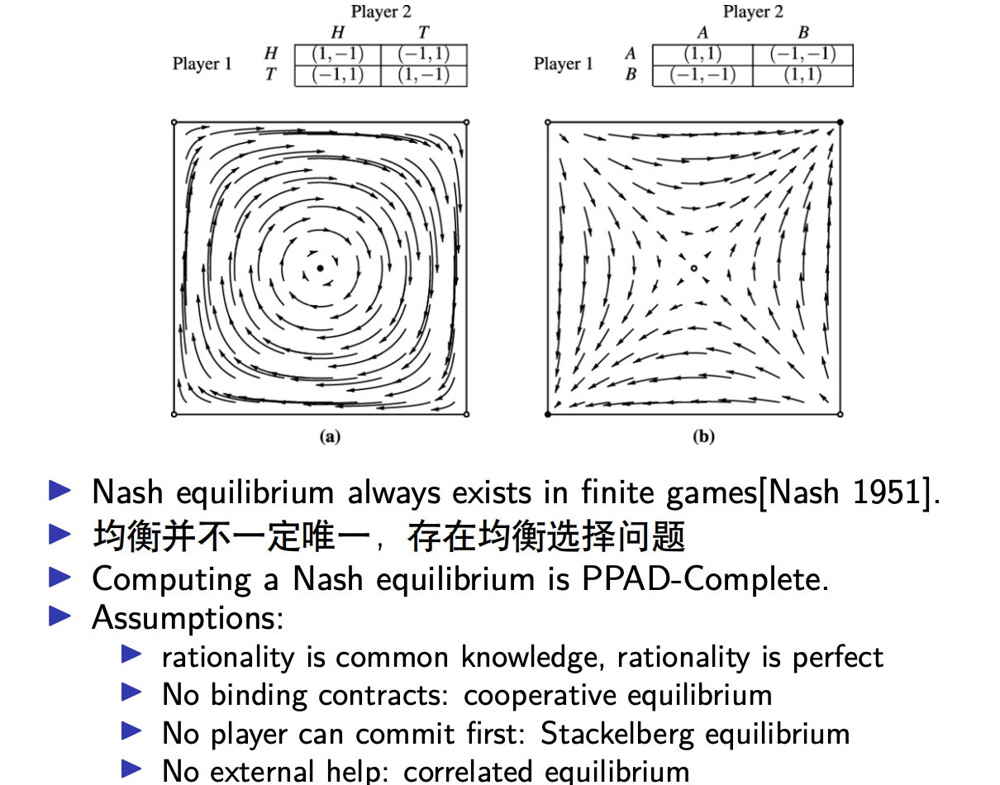 Player 2 Player 2
H T A B
Player 1 H (1,−1) (−1,1) Player 1 A (1,1) (−1,−1)
T (−1,1) (1,−1) B (−1,−1) (1,1)
(a) (b)
Nash equilibrium always exists in finite games[Nash 1951].
均衡并不一定唯一，存在均衡选择问题
Computing a Nash equilibrium is PPAD-Complete.
Assumptions:
rationality is common knowledge, rationality is perfect
No binding contracts: cooperative equilibrium
No player can commit first: Stackelberg equilibrium
No external help: correlated equilibrium